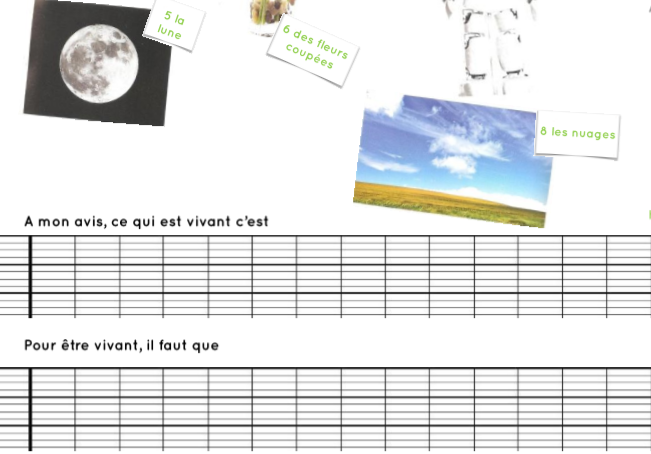 5 la
lune
6 des fleurs
coupées
8 les nuages
A mon avis, ce qui est vivant c'est
Pour être vivant, il faut que